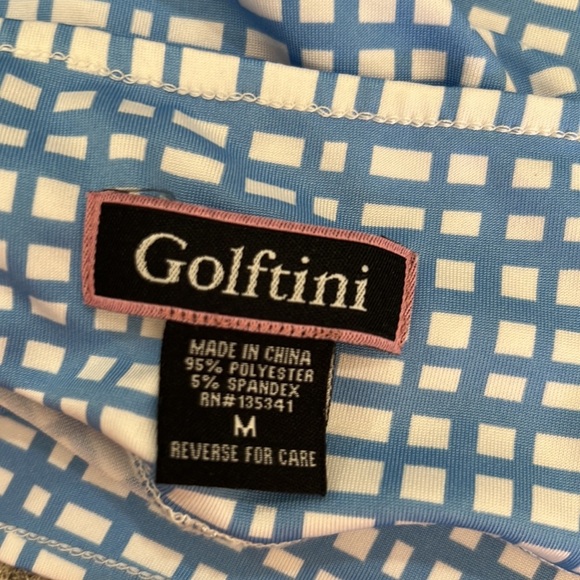 Golftini
MADE IN CHINA
95% POLYESTER
5% SPANDEX
RN#135341
M
REVERSE FOR CARE